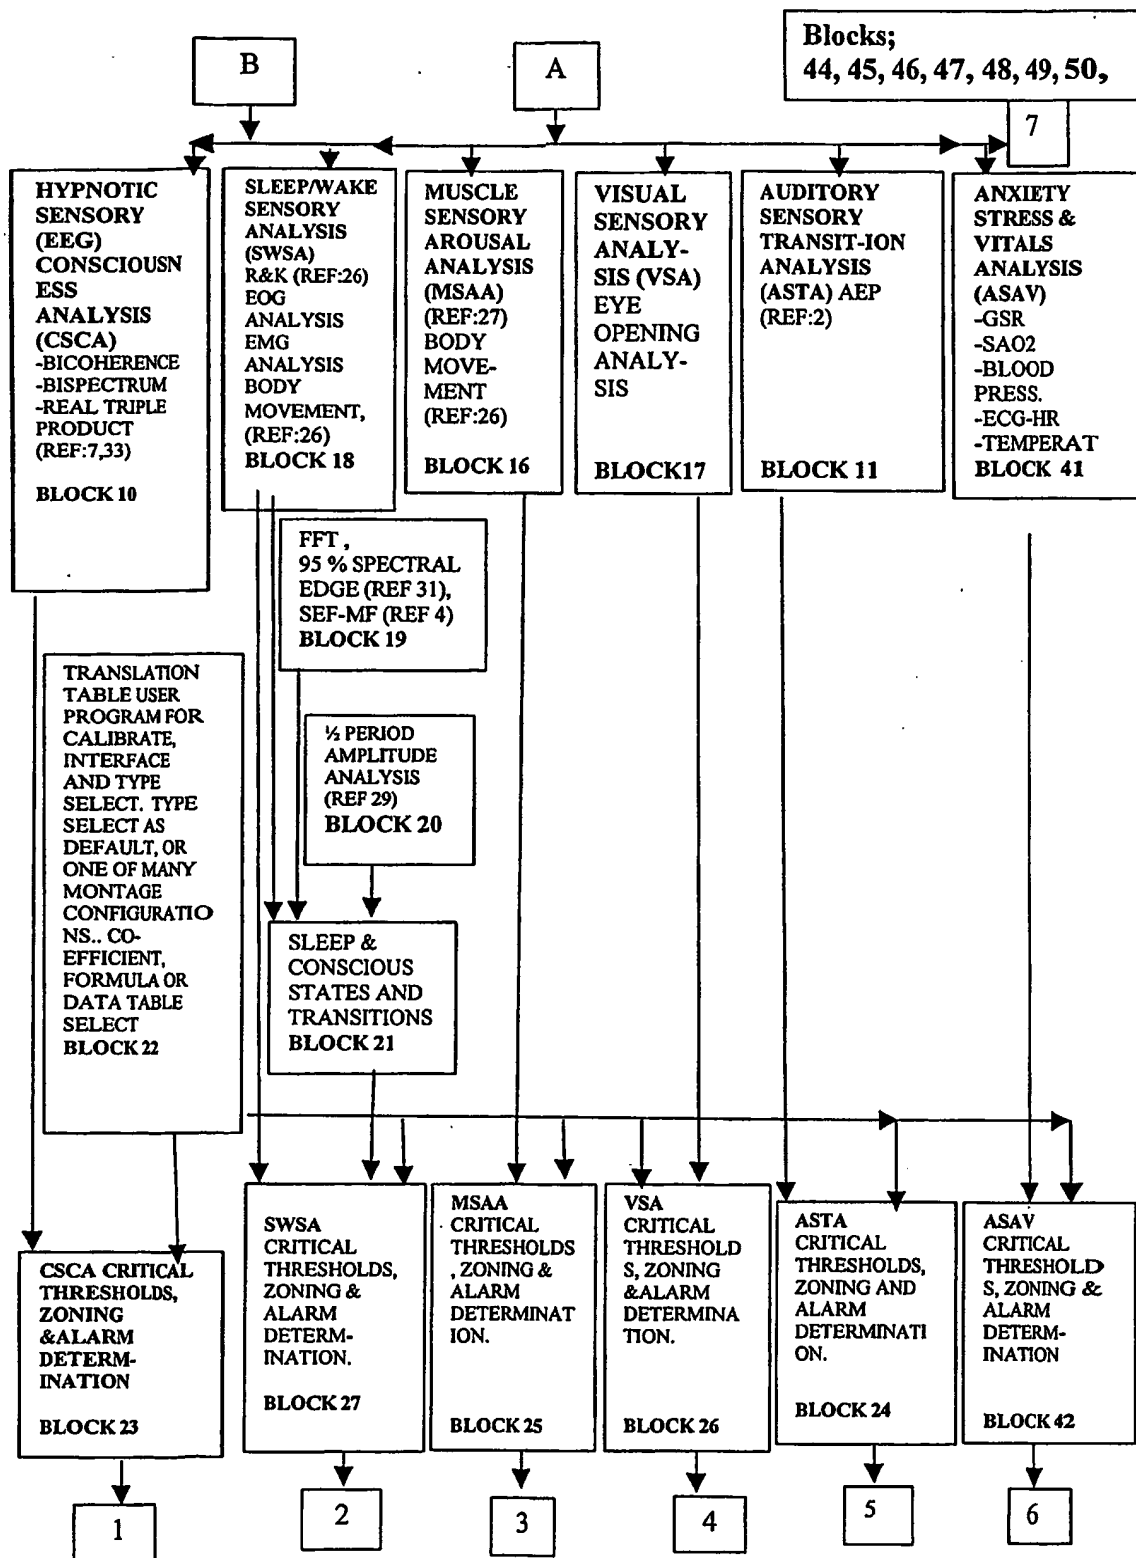 B
A
Blocks;
44, 45, 46, 47, 48, 49, 50,
7
HYPNOTIC
SENSORY
(EEG)
CONSCIOUSN
ESS
ANALYSIS
(CSCA)
-BICOHERENCE
-BISPECTRUM
-REAL TRIPLE
PRODUCT
(REF:7,33)
BLOCK 10
SLEEP/WAKE
SENSORY
ANALYSIS
(SWSA)
R&K (REF:26)
EOG
ANALYSIS
EMG
ANALYSIS
BODY
MOVEMENT,
(REF:26)
BLOCK 18
MUSCLE
SENSORY
AROUSAL
ANALYSIS
(MSAA)
(REF:27)
BODY
MOVE-
MENT
(REF:26)
BLOCK 16
VISUAL
SENSORY
ANALY-
SIS (VSA)
EYE
OPENING
ANALY-
SIS
BLOCK17
AUDITORY
SENSORY
TRANSIT-ION
ANALYSIS
(ASTA) AEP
(REF:2)
BLOCK 11
ANXIETY
STRESS &
VITALS
ANALYSIS
(ASAV)
-GSR
-SAO2
-BLOOD
PRESS.
-ECG-HR
-TEMPERAT
BLOCK 41
FFT ,
95 % SPECTRAL
EDGE (REF 31),
SEF-MF (REF 4)
BLOCK 19
TRANSLATION
TABLE USER
PROGRAM FOR
CALIBRATE,
INTERFACE
AND TYPE
SELECT. TYPE
SELECT AS
DEFAULT, OR
ONE OF MANY
MONTAGE
CONFIGURATIO
NS.. CO-
EFFICIENT,
FORMULA OR
DATA TABLE
SELECT
BLOCK 22
½ PERIOD
AMPLITUDE
ANALYSIS
(REF 29)
BLOCK 20
SLEEP &
CONSCIOUS
STATES AND
TRANSITIONS
BLOCK 21
CSCA CRITICAL
THRESHOLDS,
ZONING
&ALARM
DETERM-
INATION
BLOCK 23
SWSA
CRITICAL
THRESHOLDS,
ZONING &
ALARM
DETERM-
INATION.
BLOCK 27
MSAA
CRITICAL
THRESHOLDS
, ZONING &
ALARM
DETERMINAT
ION.
BLOCK 25
VSA
CRITICAL
THRESHOLD
S, ZONING
&ALARM
DETERMINA
TION.
BLOCK 26
ASTA
CRITICAL
THRESHOLDS,
ZONING AND
ALARM
DETERMINATI
ON.
BLOCK 24
ASAV
CRITICAL
THRESHOLD
S, ZONING &
ALARM
DETERM-
INATION
BLOCK 42
1
2
3
4
5
6